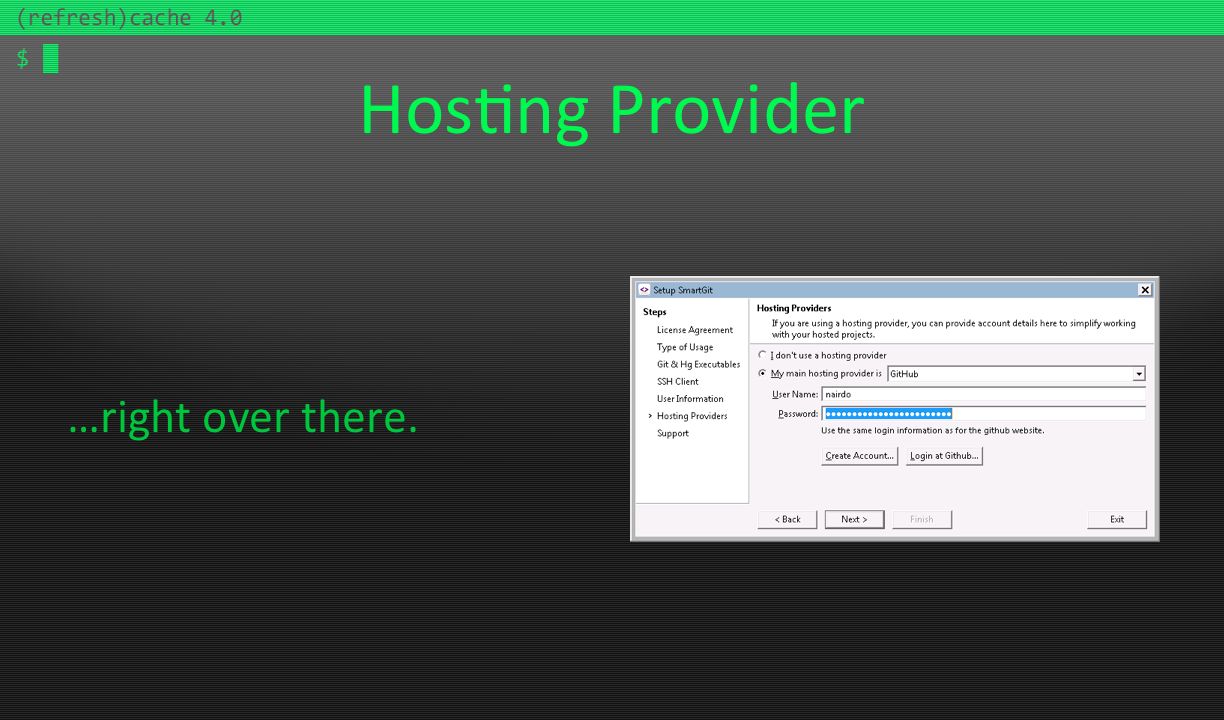 (refresh)cache 4.0
$
Hosting Provider
...right over there.
Setup SmartGit
Steps
License Agreement
Type of Usage
Git & Hg Executables
SSH Client
User Information
> Hosting Providers
Support
Hosting Providers
If you are using a hosting provider, you can provide account details here to simplify working
with your hosted projects.
I don't use a hosting provider
My main hosting provider is GitHub
User Name: nairdo
Password: ••••••••••••••••••••••••
Use the same login information as for the github website.
Create Account... Login at Github...
< Back Next > Finish Exit